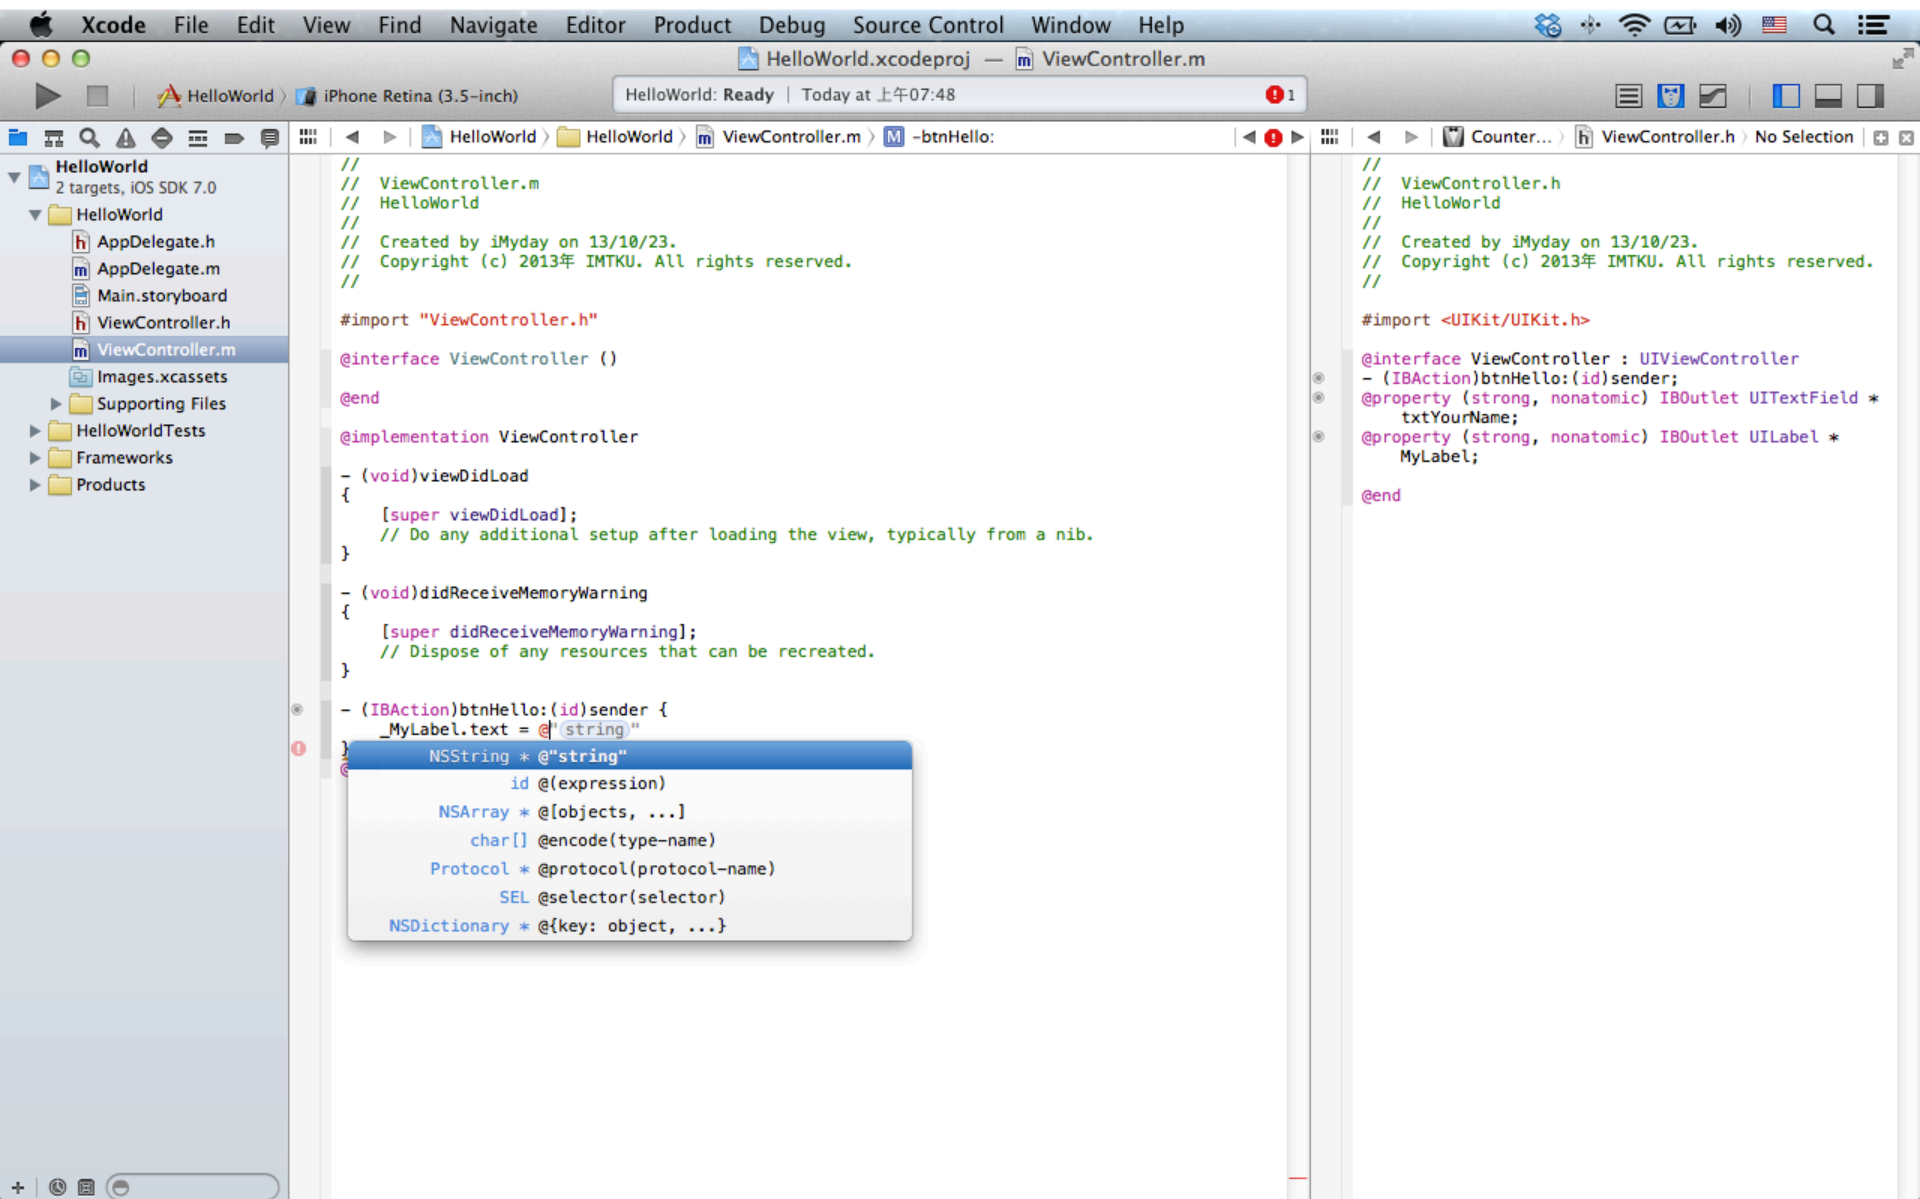 Xcode File Edit View Find Navigate Editor Product Debug Source Control Window Help
HelloWorld.xcodeproj — ViewController.m
HelloWorld iPhone Retina (3.5-inch)
HelloWorld: Ready | Today at 上午07:48
1
HelloWorld HelloWorld ViewController.m -btnHello:
Counter... ViewController.h No Selection
HelloWorld
2 targets, iOS SDK 7.0
HelloWorld
AppDelegate.h
AppDelegate.m
Main.storyboard
ViewController.h
ViewController.m
Images.xcassets
Supporting Files
HelloWorldTests
Frameworks
Products
//
// ViewController.m
// HelloWorld
//
// Created by iMyday on 13/10/23.
// Copyright (c) 2013年 IMTKU. All rights reserved.
//
#import "ViewController.h"
@interface ViewController ()
@end
@implementation ViewController
- (void)viewDidLoad
{
[super viewDidLoad];
// Do any additional setup after loading the view, typically from a nib.
}
- (void)didReceiveMemoryWarning
{
[super didReceiveMemoryWarning];
// Dispose of any resources that can be recreated.
}
- (IBAction)btnHello:(id)sender {
_MyLabel.text = @"string"
}
@
NSString * @"string"
id @(expression)
NSArray * @[objects, ...]
char[] @encode(type-name)
Protocol * @protocol(protocol-name)
SEL @selector(selector)
NSDictionary * @{key: object, ...}
//
// ViewController.h
// HelloWorld
//
// Created by iMyday on 13/10/23.
// Copyright (c) 2013年 IMTKU. All rights reserved.
//
#import <UIKit/UIKit.h>
@interface ViewController : UIViewController
- (IBAction)btnHello:(id)sender;
@property (strong, nonatomic) IBOutlet UITextField *
txtYourName;
@property (strong, nonatomic) IBOutlet UILabel *
MyLabel;
@end